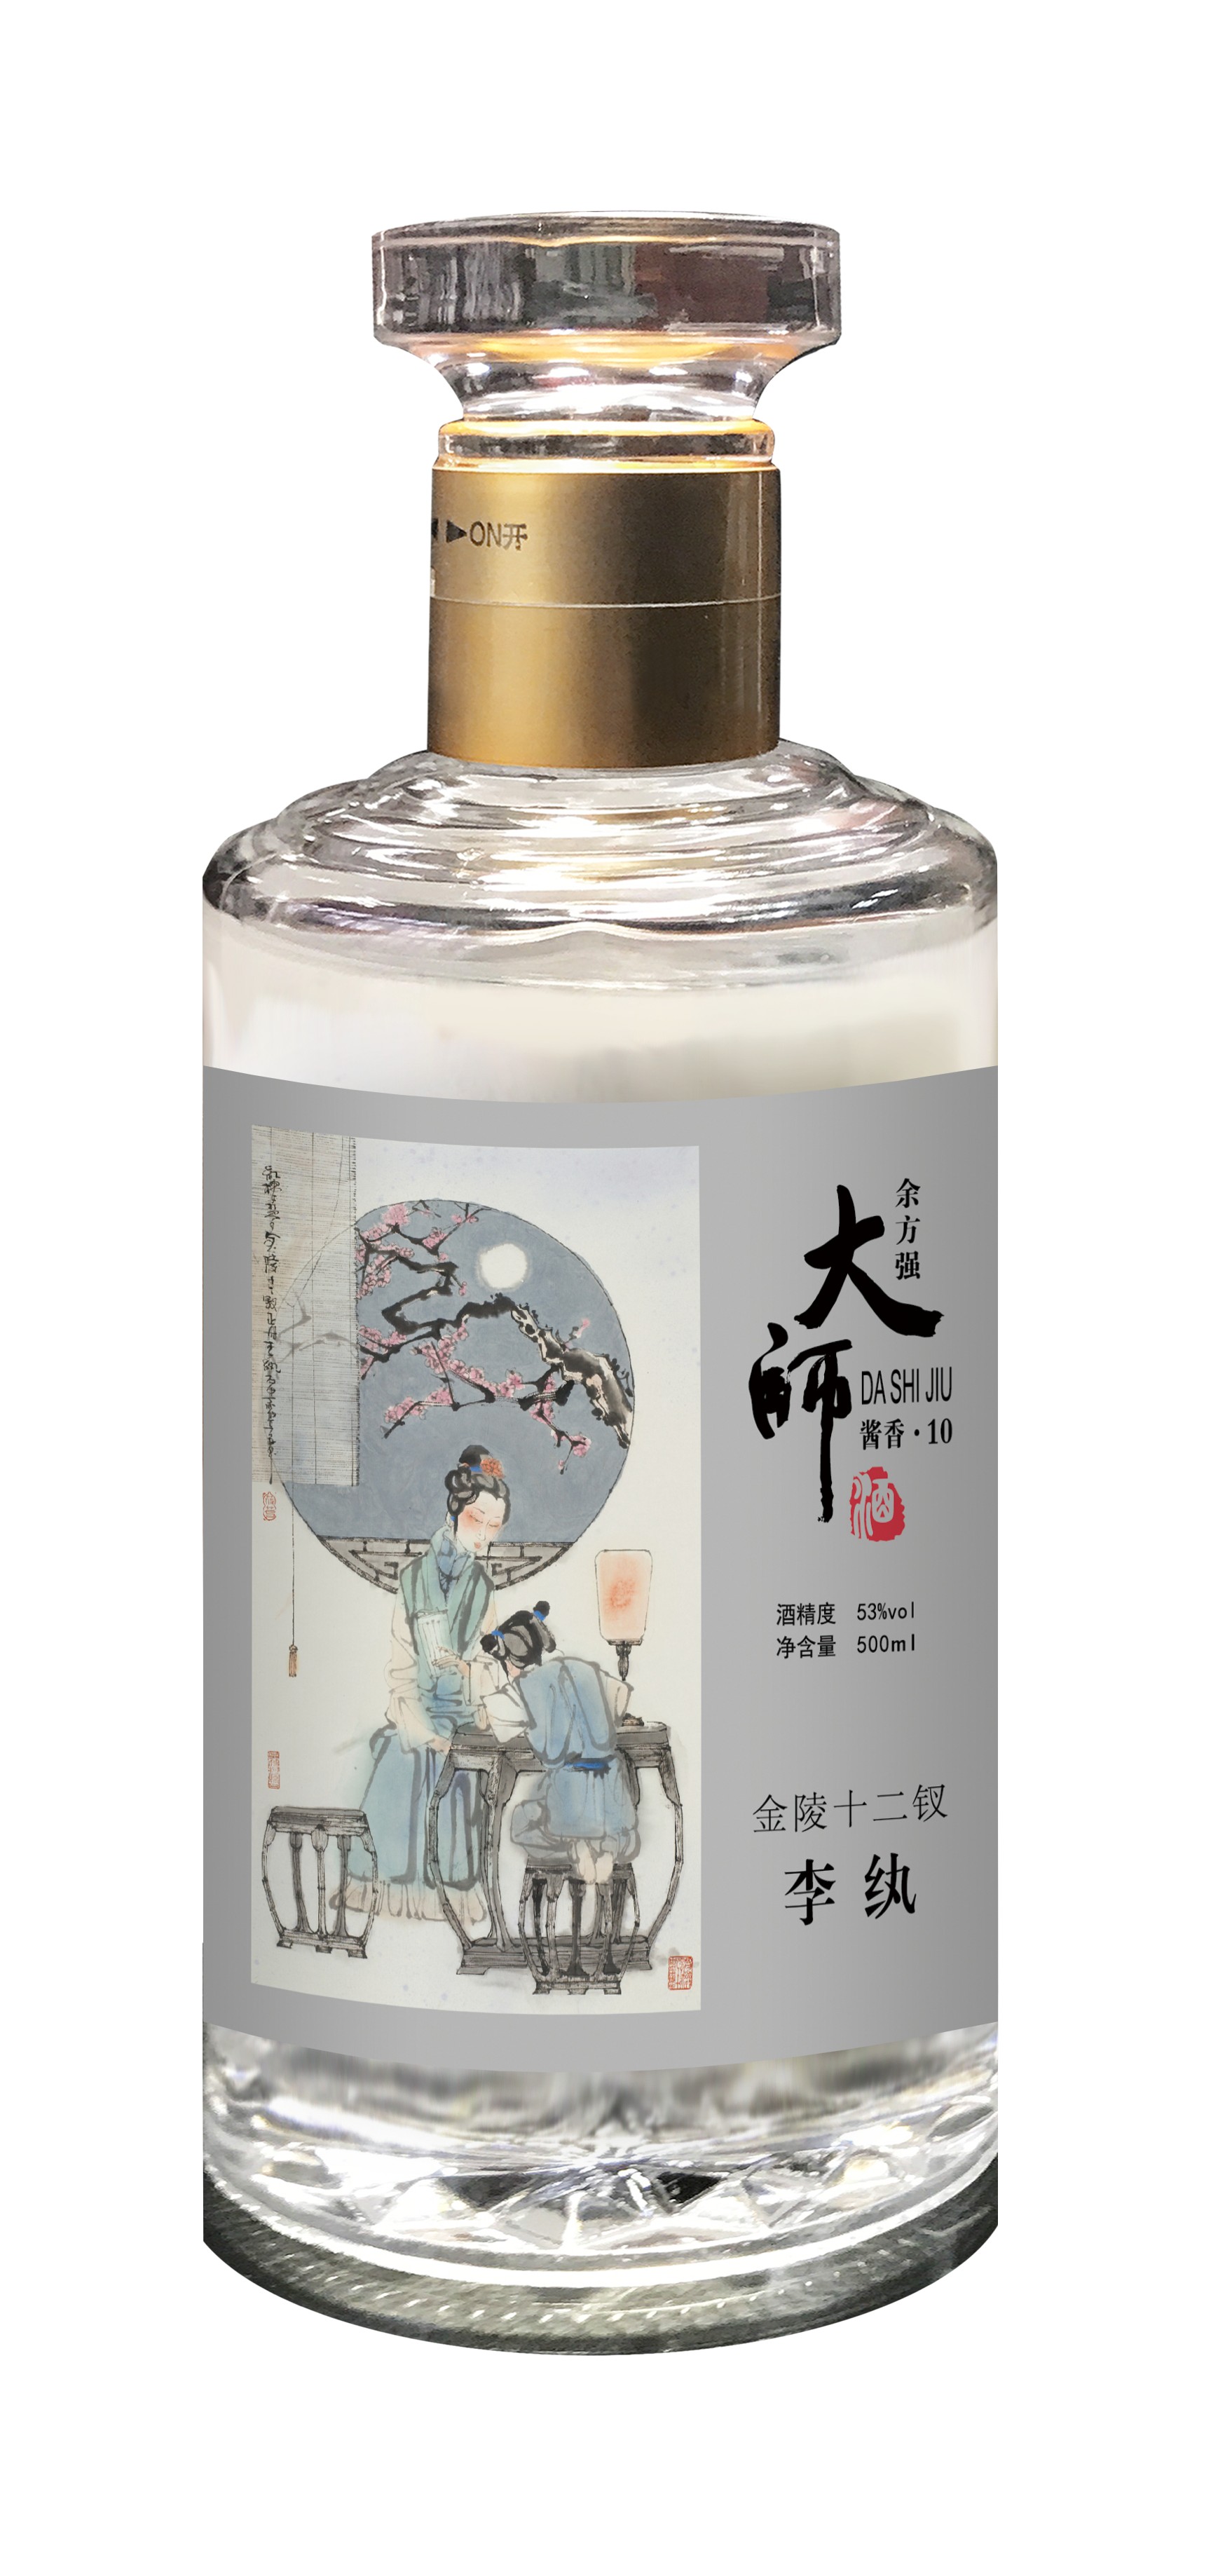 ▶ON开
余方强
大師
DA SHI JIU
酱香·10
酒
酒精度 53%vol
净含量 500ml
金陵十二钗
李纨